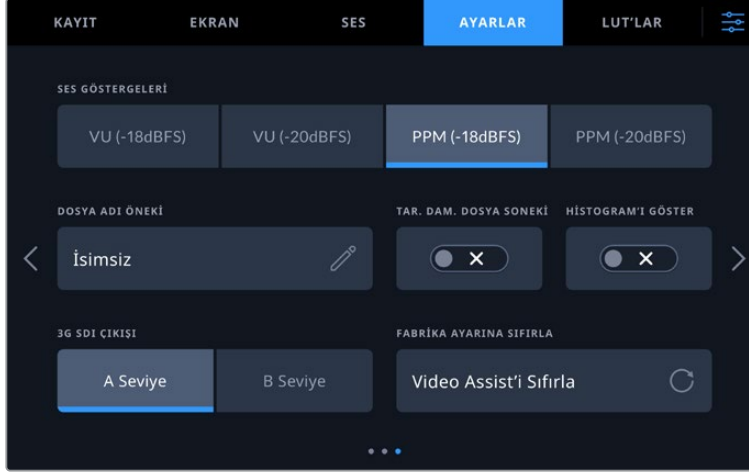 KAYIT EKRAN SES AYARLAR LUT'LAR
SES GÖSTERGELERİ
VU (-18dBFS) VU (-20dBFS) PPM (-18dBFS) PPM (-20dBFS)
DOSYA ADI ÖNEKİ TAR. DAM. DOSYA SONEKİ HİSTOGRAM'I GÖSTER
İsimsiz
3G SDI ÇIKIŞI FABRİKA AYARINA SIFIRLA
A Seviye B Seviye Video Assist'i Sıfırla